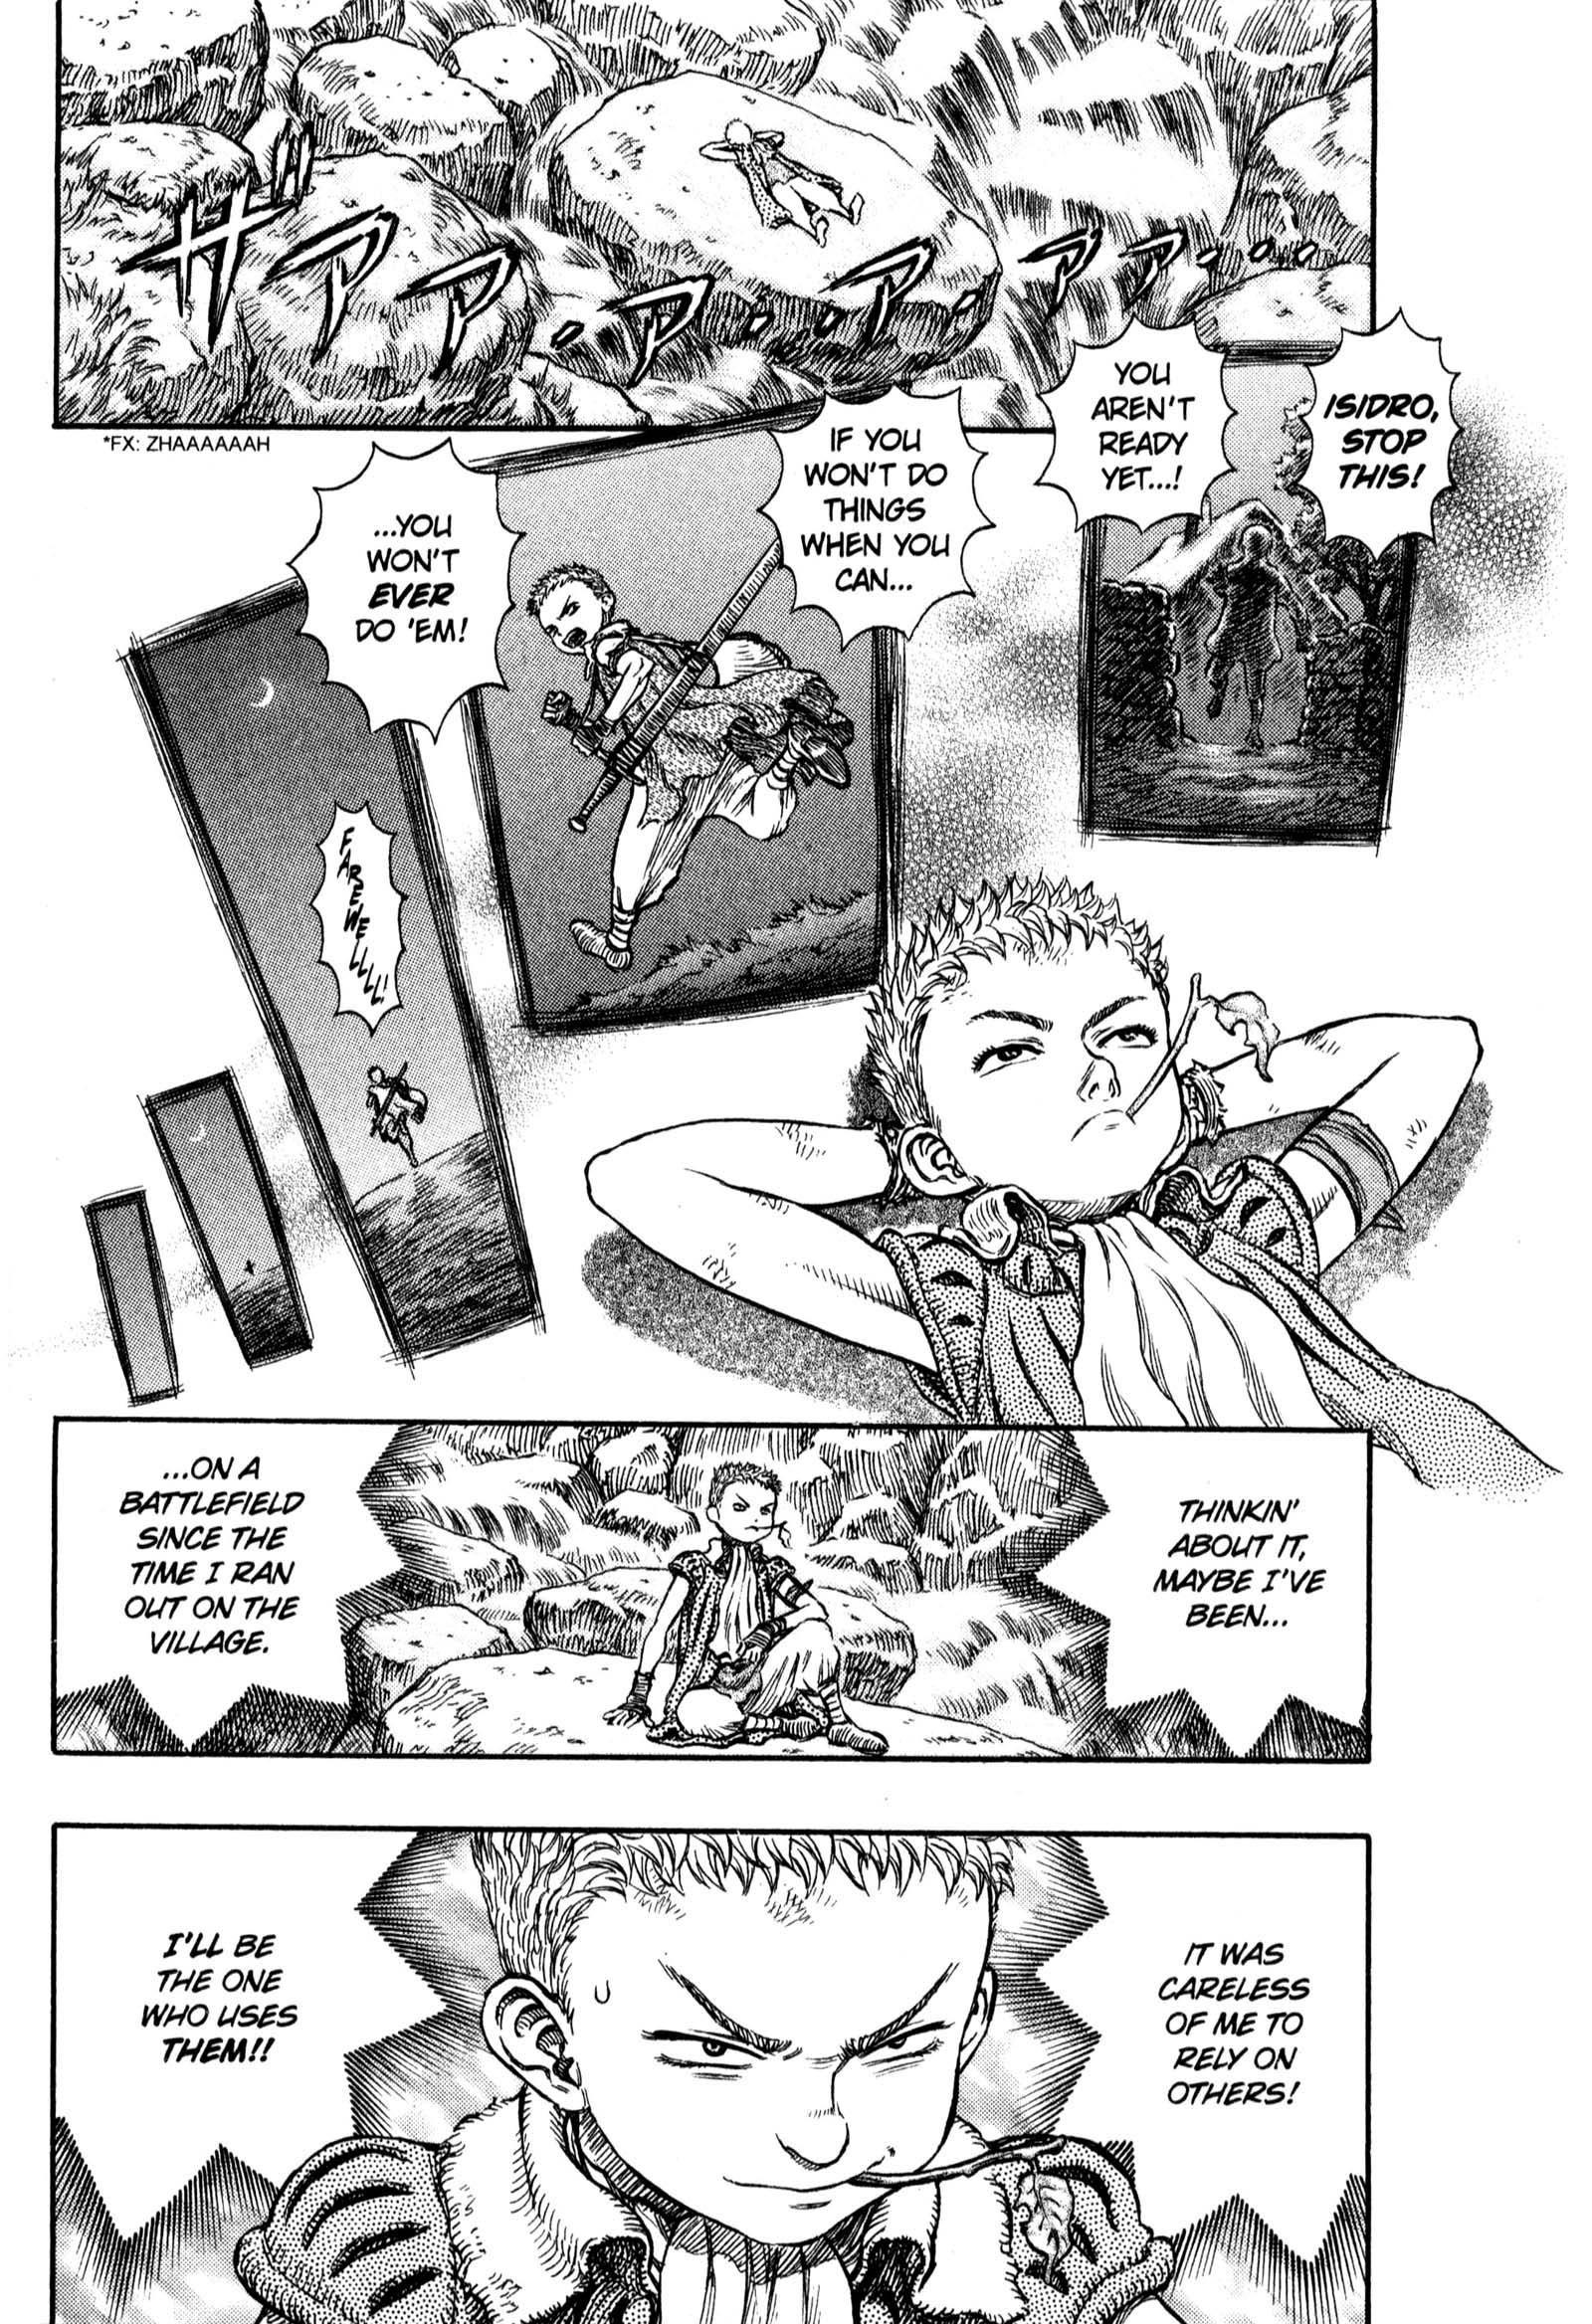 ザアアアアアア
*FX: ZHAAAAAAH
ISIDRO,
STOP
THIS!
YOU
AREN'T
READY
YET...!
IF YOU
WON'T DO
THINGS
WHEN YOU
CAN...
...YOU
WON'T
EVER
DO 'EM!
FAREWELLLL!
THINKIN'
ABOUT IT,
MAYBE I'VE
BEEN...
...ON A
BATTLEFIELD
SINCE THE
TIME I RAN
OUT ON THE
VILLAGE.
IT WAS
CARELESS
OF ME TO
RELY ON
OTHERS!
I'LL BE
THE ONE
WHO USES
THEM!!